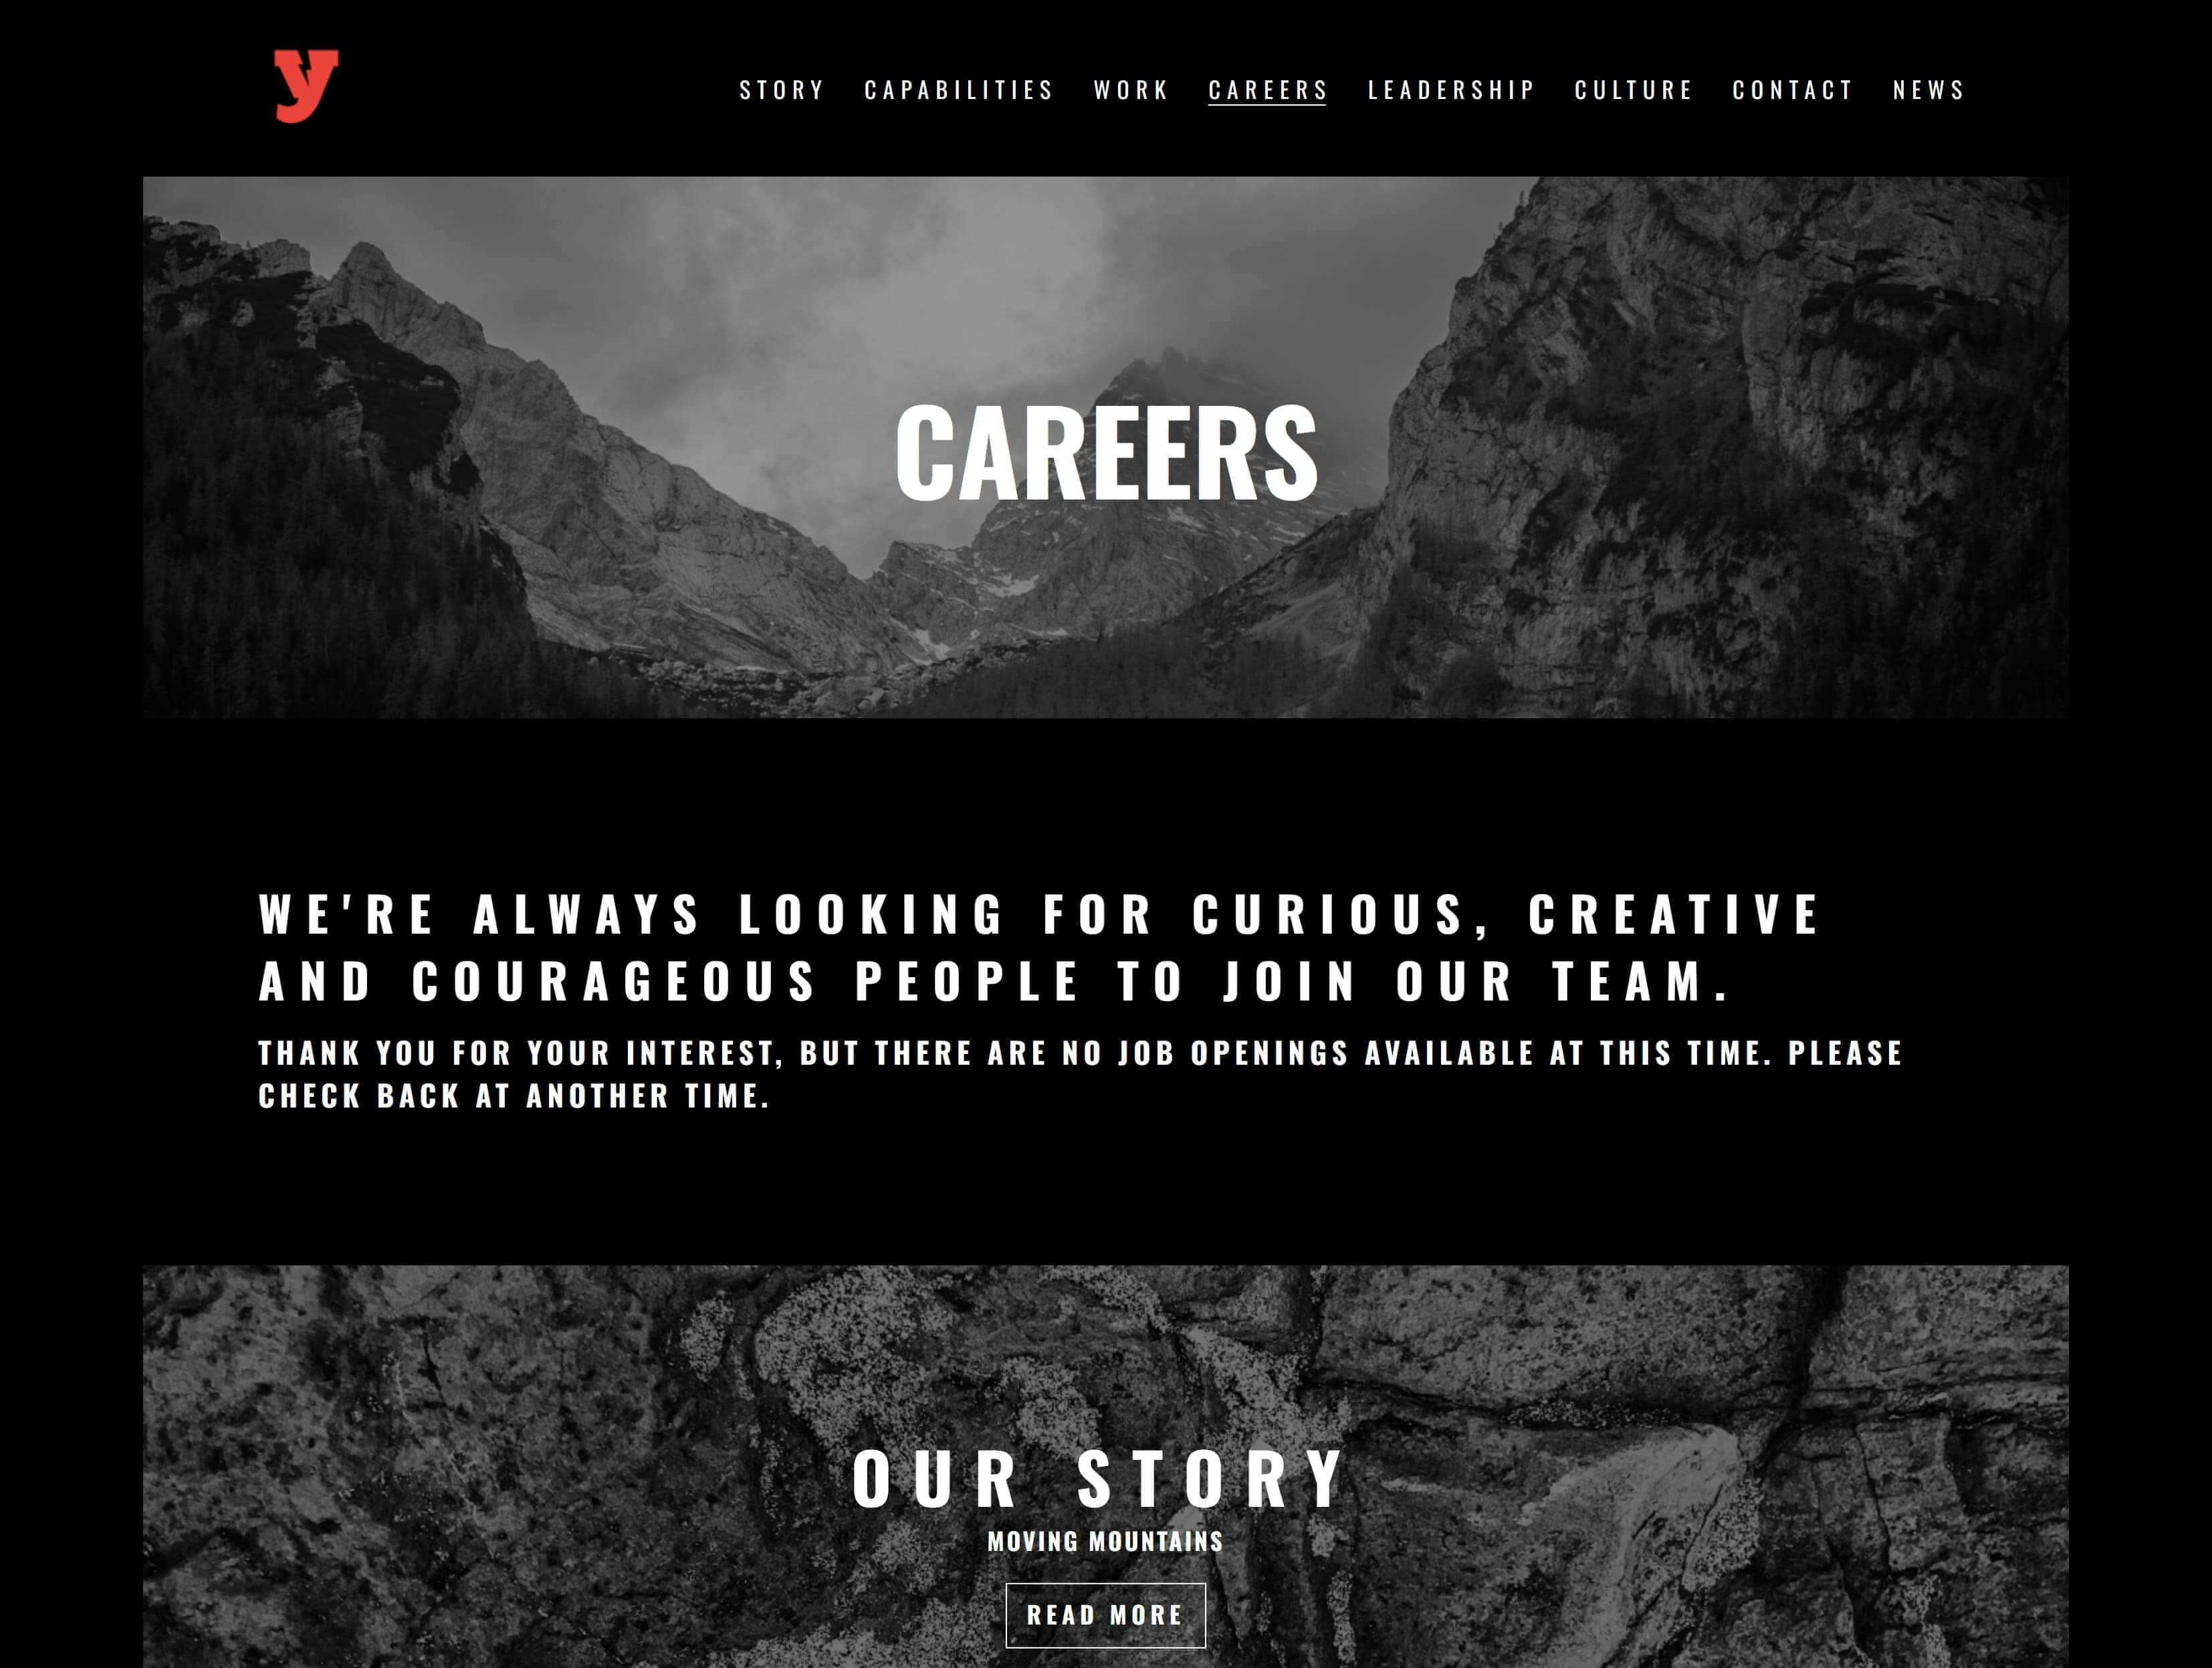 y
STORY CAPABILITIES WORK CAREERS LEADERSHIP CULTURE CONTACT NEWS
CAREERS
WE'RE ALWAYS LOOKING FOR CURIOUS, CREATIVE
AND COURAGEOUS PEOPLE TO JOIN OUR TEAM.
THANK YOU FOR YOUR INTEREST, BUT THERE ARE NO JOB OPENINGS AVAILABLE AT THIS TIME. PLEASE
CHECK BACK AT ANOTHER TIME.
OUR STORY
MOVING MOUNTAINS
READ MORE